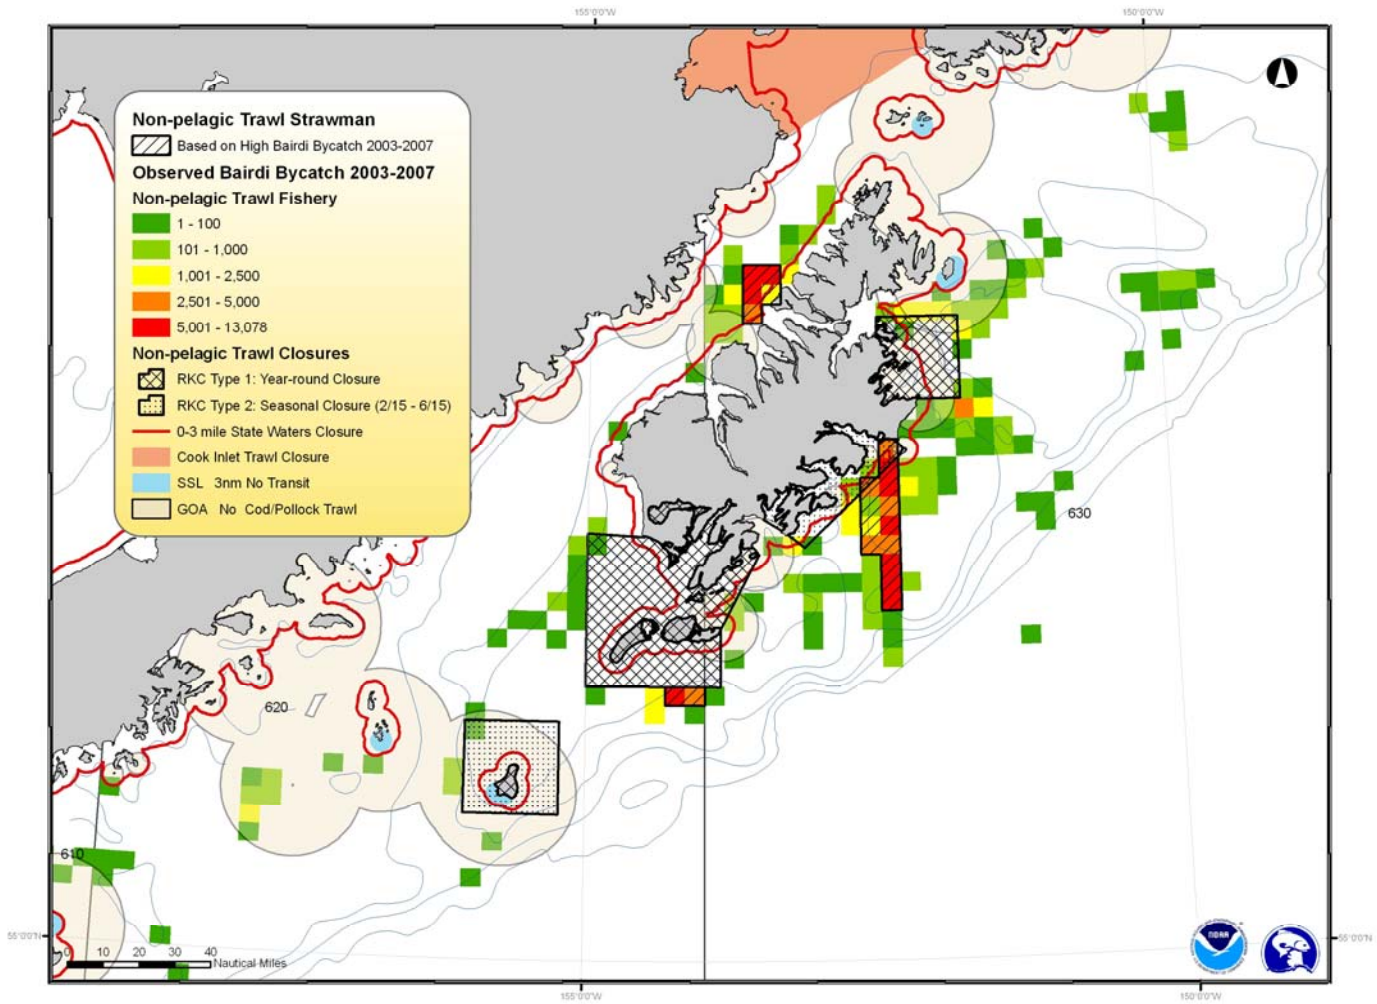 155°0'0"W
150°0'0"W
Non-pelagic Trawl Strawman
Based on High Bairdi Bycatch 2003-2007
Observed Bairdi Bycatch 2003-2007
Non-pelagic Trawl Fishery
1 - 100
101 - 1,000
1,001 - 2,500
2,501 - 5,000
5,001 - 13,078
Non-pelagic Trawl Closures
RKC Type 1: Year-round Closure
RKC Type 2: Seasonal Closure (2/15 - 6/15)
0-3 mile State Waters Closure
Cook Inlet Trawl Closure
SSL 3nm No Transit
GOA No Cod/Pollock Trawl
630
620
610
55°0'0"N
55°0'0"N
0 10 20 30 40
Nautical Miles
NOAA
155°0'0"W
150°0'0"W